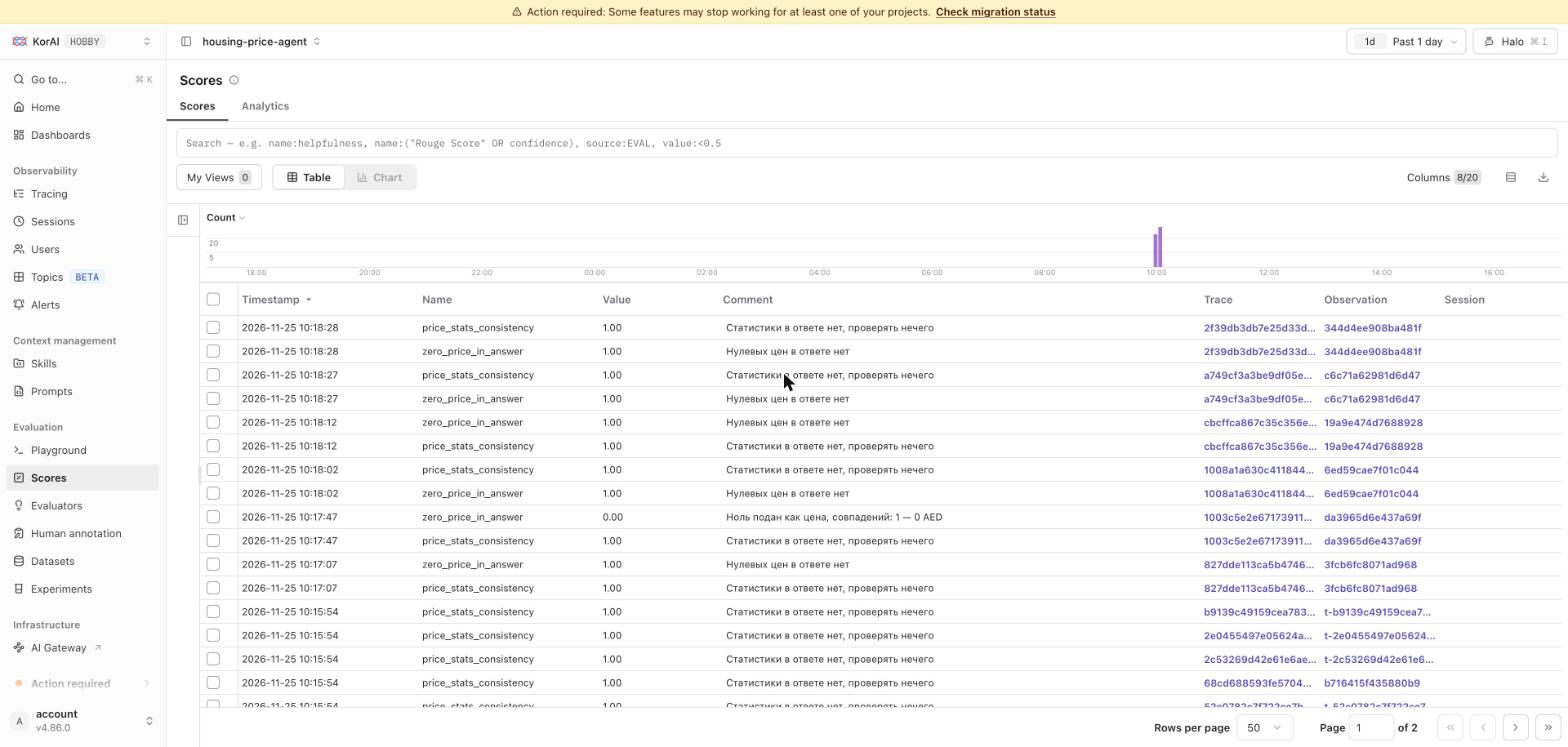 Action required: Some features may stop working for at least one of your projects. Check migration status
KorAI HOBBY
housing-price-agent
1d Past 1 day
Halo ⌘ I
Go to... ⌘ K
Home
Dashboards
Observability
Tracing
Sessions
Users
Topics BETA
Alerts
Context management
Skills
Prompts
Evaluation
Playground
Scores
Evaluators
Human annotation
Datasets
Experiments
Infrastructure
AI Gateway
Action required
A account
v4.86.0
Scores
Scores Analytics
Search — e.g. name:helpfulness, name:("Rouge Score" OR confidence), source:EVAL, value:<0.5
My Views 0 Table Chart
Columns 8/20
Count
20
5
18:00 20:00 22:00 00:00 02:00 04:00 06:00 08:00 10:00 12:00 14:00 16:00
Timestamp Name Value Comment Trace Observation Session
2026-11-25 10:18:28 price_stats_consistency 1.00 Статистики в ответе нет, проверять нечего 2f39db3db7e25d33d... 344d4ee908ba481f
2026-11-25 10:18:28 zero_price_in_answer 1.00 Нулевых цен в ответе нет 2f39db3db7e25d33d... 344d4ee908ba481f
2026-11-25 10:18:27 price_stats_consistency 1.00 Статистики в ответе нет, проверять нечего a749cf3a3be9df05e... c6c71a62981d6d47
2026-11-25 10:18:27 zero_price_in_answer 1.00 Нулевых цен в ответе нет a749cf3a3be9df05e... c6c71a62981d6d47
2026-11-25 10:18:12 zero_price_in_answer 1.00 Нулевых цен в ответе нет cbcffca867c35c356e... 19a9e474d7688928
2026-11-25 10:18:12 price_stats_consistency 1.00 Статистики в ответе нет, проверять нечего cbcffca867c35c356e... 19a9e474d7688928
2026-11-25 10:18:02 price_stats_consistency 1.00 Статистики в ответе нет, проверять нечего 1008a1a630c411844... 6ed59cae7f01c044
2026-11-25 10:18:02 zero_price_in_answer 1.00 Нулевых цен в ответе нет 1008a1a630c411844... 6ed59cae7f01c044
2026-11-25 10:17:47 zero_price_in_answer 0.00 Ноль подан как цена, совпадений: 1 — 0 AED 1003c5e2e67173911... da3965d6e437a69f
2026-11-25 10:17:47 price_stats_consistency 1.00 Статистики в ответе нет, проверять нечего 1003c5e2e67173911... da3965d6e437a69f
2026-11-25 10:17:07 zero_price_in_answer 1.00 Нулевых цен в ответе нет 827dde113ca5b4746... 3fcb6fc8071ad968
2026-11-25 10:17:07 price_stats_consistency 1.00 Статистики в ответе нет, проверять нечего 827dde113ca5b4746... 3fcb6fc8071ad968
2026-11-25 10:15:54 price_stats_consistency 1.00 Статистики в ответе нет, проверять нечего b9139c49159cea783... t-b9139c49159cea7...
2026-11-25 10:15:54 price_stats_consistency 1.00 Статистики в ответе нет, проверять нечего 2e0455497e05624a... t-2e0455497e05624...
2026-11-25 10:15:54 price_stats_consistency 1.00 Статистики в ответе нет, проверять нечего 2c53269d42e61e6ae... t-2c53269d42e61e6...
2026-11-25 10:15:54 price_stats_consistency 1.00 Статистики в ответе нет, проверять нечего 68cd688593fe5704... b716415f435880b9
2026-11-25 10:15:54 price_stats_consistency 1.00 Статистики в ответе нет, проверять нечего
Rows per page 50 Page 1 of 2